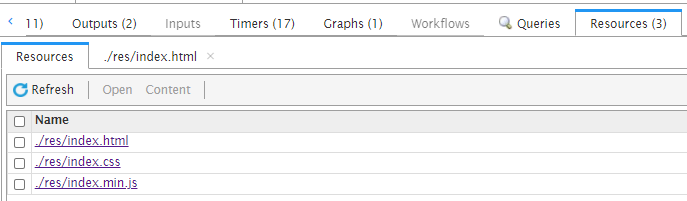 11) Outputs (2) Inputs Timers (17) Graphs (1) Workflows Queries Resources (3)
Resources ./res/index.html ×
Refresh Open Content
Name
./res/index.html
./res/index.css
./res/index.min.js